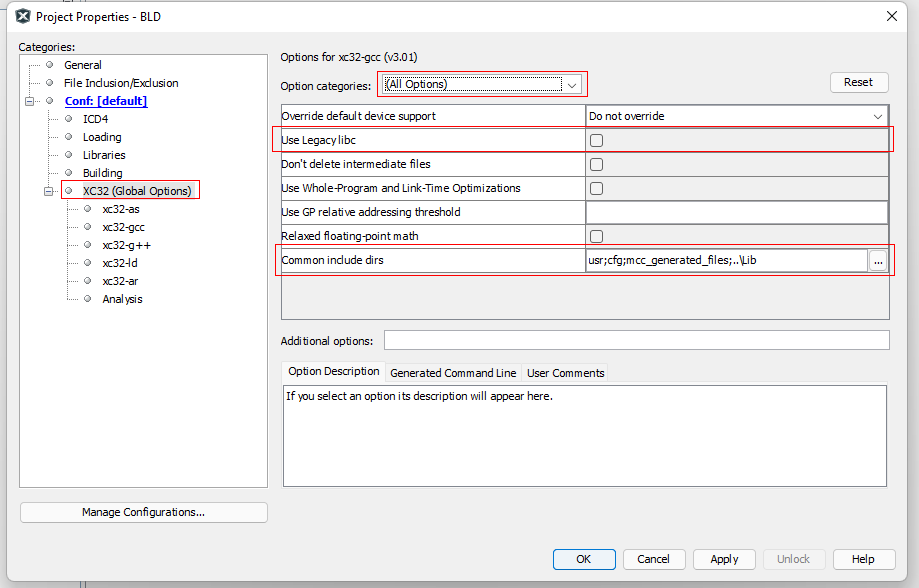 Project Properties - BLD
Categories:
General
File Inclusion/Exclusion
Conf: [default]
ICD4
Loading
Libraries
Building
XC32 (Global Options)
xc32-as
xc32-gcc
xc32-g++
xc32-ld
xc32-ar
Analysis
Manage Configurations...
Options for xc32-gcc (v3.01)
Option categories: (All Options) Reset
Override default device support Do not override
Use Legacy libc
Don't delete intermediate files
Use Whole-Program and Link-Time Optimizations
Use GP relative addressing threshold
Relaxed floating-point math
Common include dirs usr;cfg;mcc_generated_files;..\Lib ...
Additional options:
Option Description Generated Command Line User Comments
If you select an option its description will appear here.
OK Cancel Apply Unlock Help